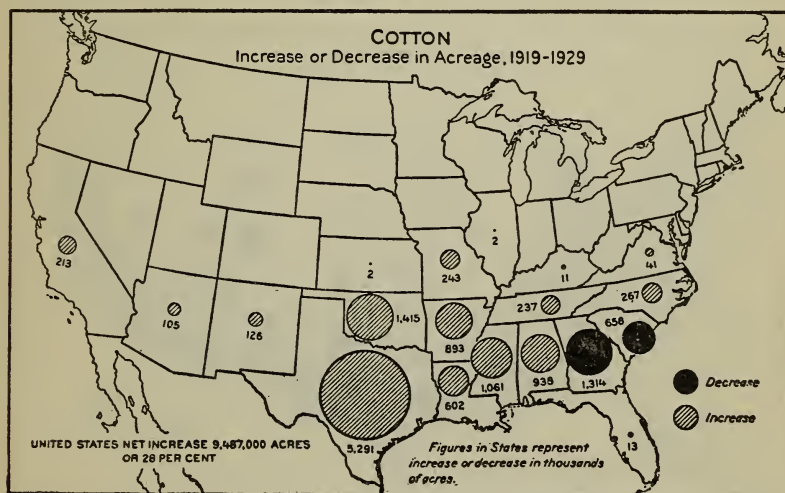 COTTON
Increase or Decrease in Acreage, 1919-1929
2
213
2
243
11
41
105
126
1,415
893
237
267
658
602
1,061
938
1,314
Decrease
Increase
5,291
13
UNITED STATES NET INCREASE 9,487,000 ACRES
OR 28 PER CENT
Figures in States represent
increase or decrease in thousands
of acres.